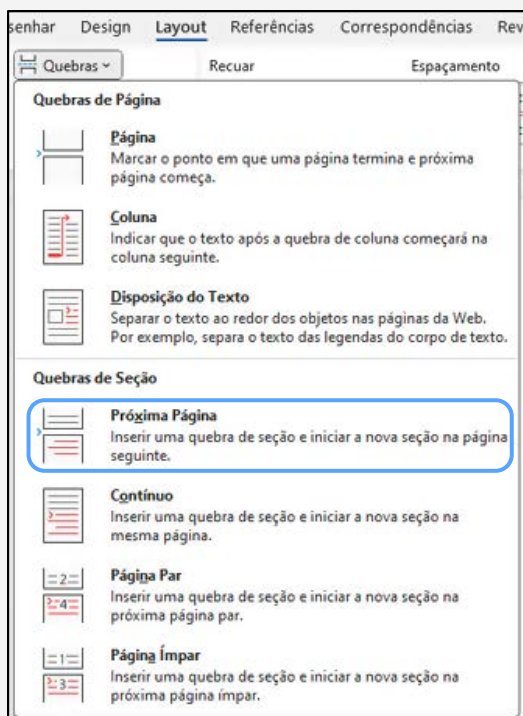 senhar Design Layout Referências Correspondências Rev
Quebras Recuar Espaçamento
Quebras de Página
Página
Marcar o ponto em que uma página termina e próxima
página começa.
Coluna
Indicar que o texto após a quebra de coluna começará na
coluna seguinte.
Disposição do Texto
Separar o texto ao redor dos objetos nas páginas da Web.
Por exemplo, separa o texto das legendas do corpo de texto.
Quebras de Seção
Próxima Página
Inserir uma quebra de seção e iniciar a nova seção na página
seguinte.
Contínuo
Inserir uma quebra de seção e iniciar a nova seção na
mesma página.
=2=
=4=
Página Par
Inserir uma quebra de seção e iniciar a nova seção na
próxima página par.
=1=
=3=
Página Ímpar
Inserir uma quebra de seção e iniciar a nova seção na
próxima página ímpar.